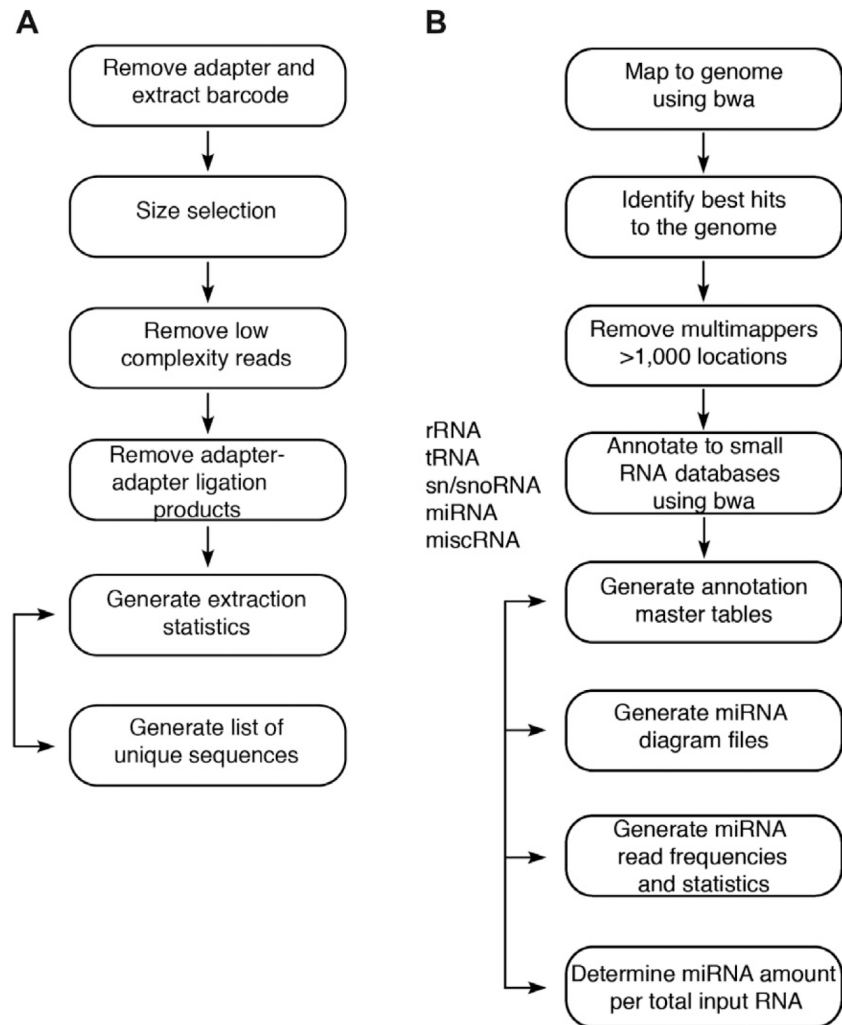 A
Remove adapter and
extract barcode
Size selection
Remove low
complexity reads
Remove adapter-
adapter ligation
products
Generate extraction
statistics
Generate list of
unique sequences
B
Map to genome
using bwa
Identify best hits
to the genome
Remove multimappers
>1,000 locations
rRNA
tRNA
sn/snoRNA
miRNA
miscRNA
Annotate to small
RNA databases
using bwa
Generate annotation
master tables
Generate miRNA
diagram files
Generate miRNA
read frequencies
and statistics
Determine miRNA amount
per total input RNA